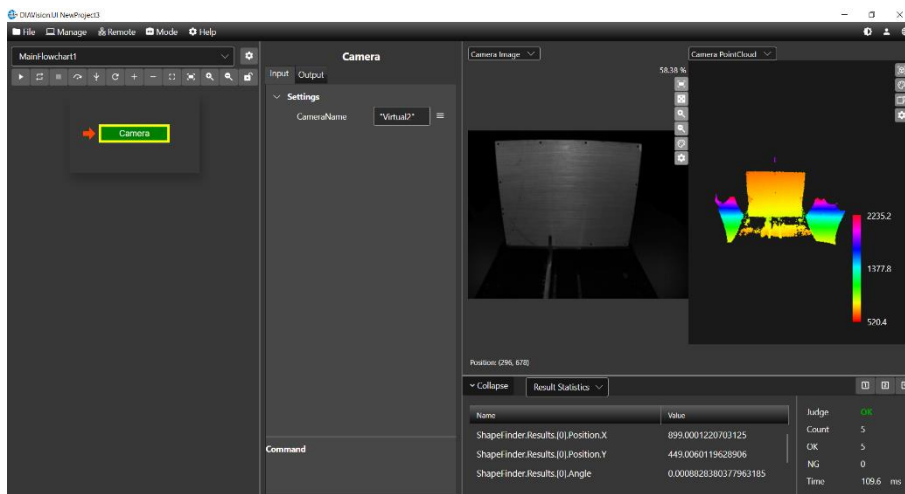 DIAVision.UI NewProject3
File Manage Remote Mode Help
MainFlowchart1
Camera
Camera
Input Output
Settings
CameraName "Virtual2"
Command
Camera Image
58.38 %
Camera PointCloud
2235.2
1377.8
520.4
Position: (296, 678)
Collapse Result Statistics
1 2
Name Value
ShapeFinder.Results.[0].Position.X 899.0001220703125
ShapeFinder.Results.[0].Position.Y 449.0060119628906
ShapeFinder.Results.[0].Angle 0.0008828380377963185
Judge OK
Count 5
OK 5
NG 0
Time 109.6 ms